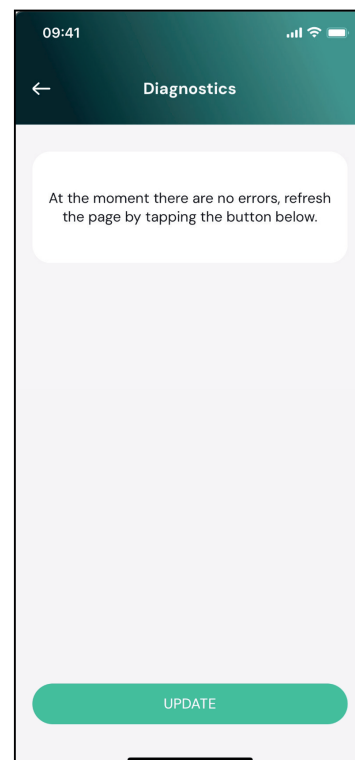 09:41
Diagnostics
At the moment there are no errors, refresh
the page by tapping the button below.
UPDATE